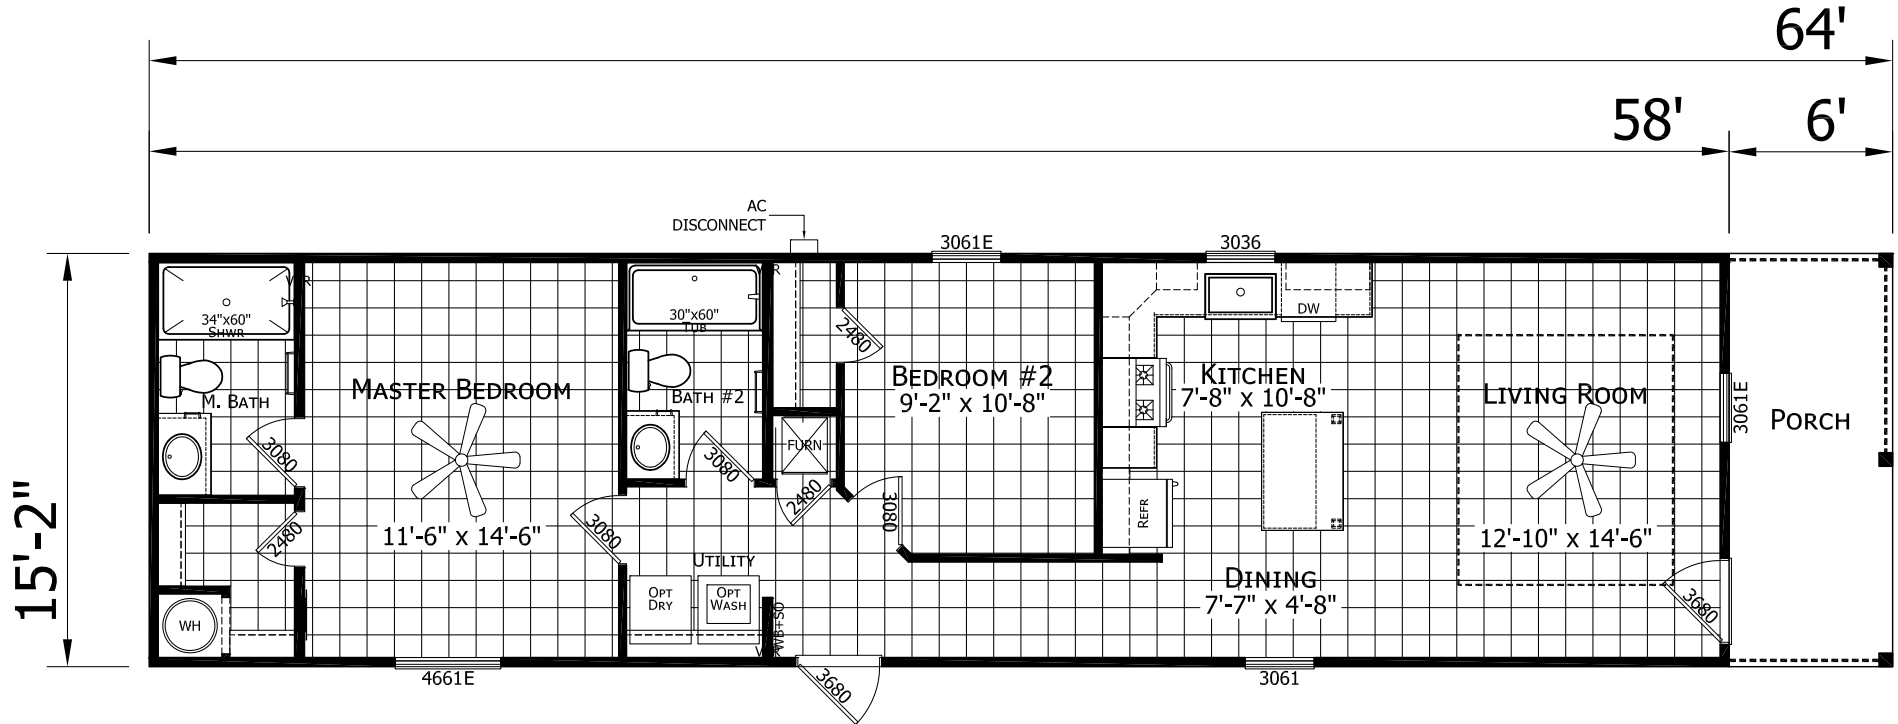 64'
58'
6'
AC
DISCONNECT
3061E
3036
15'-2"
34"x60"
SHWR
30"x60"
TUB
DW
2480
MASTER BEDROOM
M. BATH
BATH #2
BEDROOM #2
9'-2" x 10'-8"
KITCHEN
7'-8" x 10'-8"
LIVING ROOM
3061E
PORCH
FURN
3080
3080
2480
3080
REFR
2480
11'-6" x 14'-6"
3080
12'-10" x 14'-6"
UTILITY
DINING
7'-7" x 4'-8"
OPT
DRY
OPT
WASH
WH
3680
4661E
3680
3061